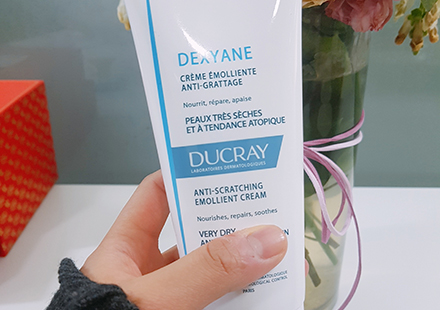 DEXYANE
CRÈME ÉMOLLIENTE
ANTI-GRATTAGE
Nourrit, répare, apaise
PEAUX TRÈS SÈCHES
ET À TENDANCE ATOPIQUE
DUCRAY
LABORATOIRES DERMATOLOGIQUES
ANTI-SCRATCHING
EMOLLIENT CREAM
Nourishes, repairs, soothes
VERY DRY
PARIS